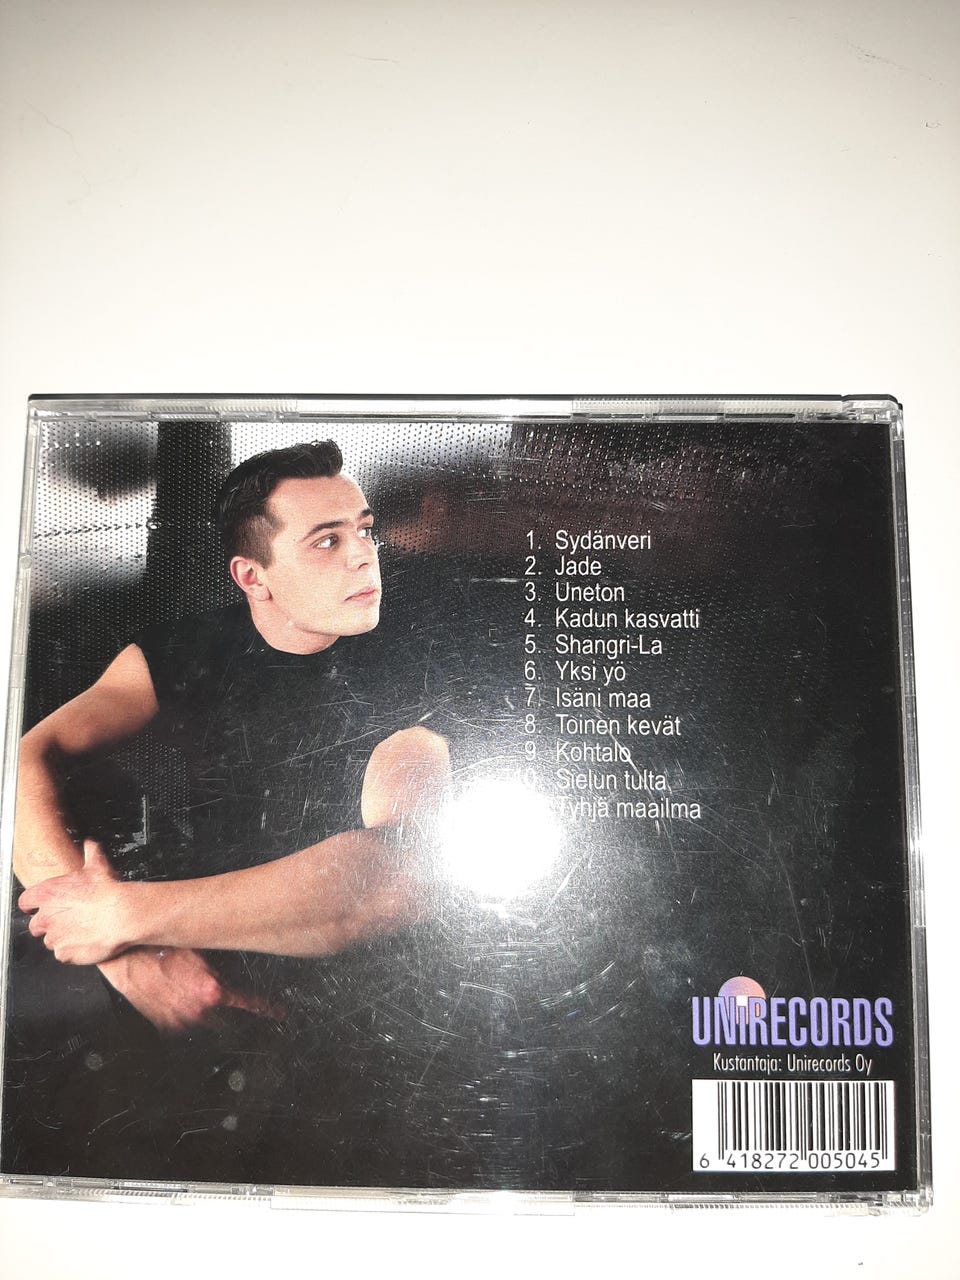 1. Sydänveri
2. Jade
3. Uneton
4. Kadun kasvatti
5. Shangri-La
6. Yksi yö
7. Isäni maa
8. Toinen kevät
9. Kohtalo
Sielun tulta
Tyhjä maailma
UNIRECORDS
Kustantaja: Unirecords Oy
6 418272 005045